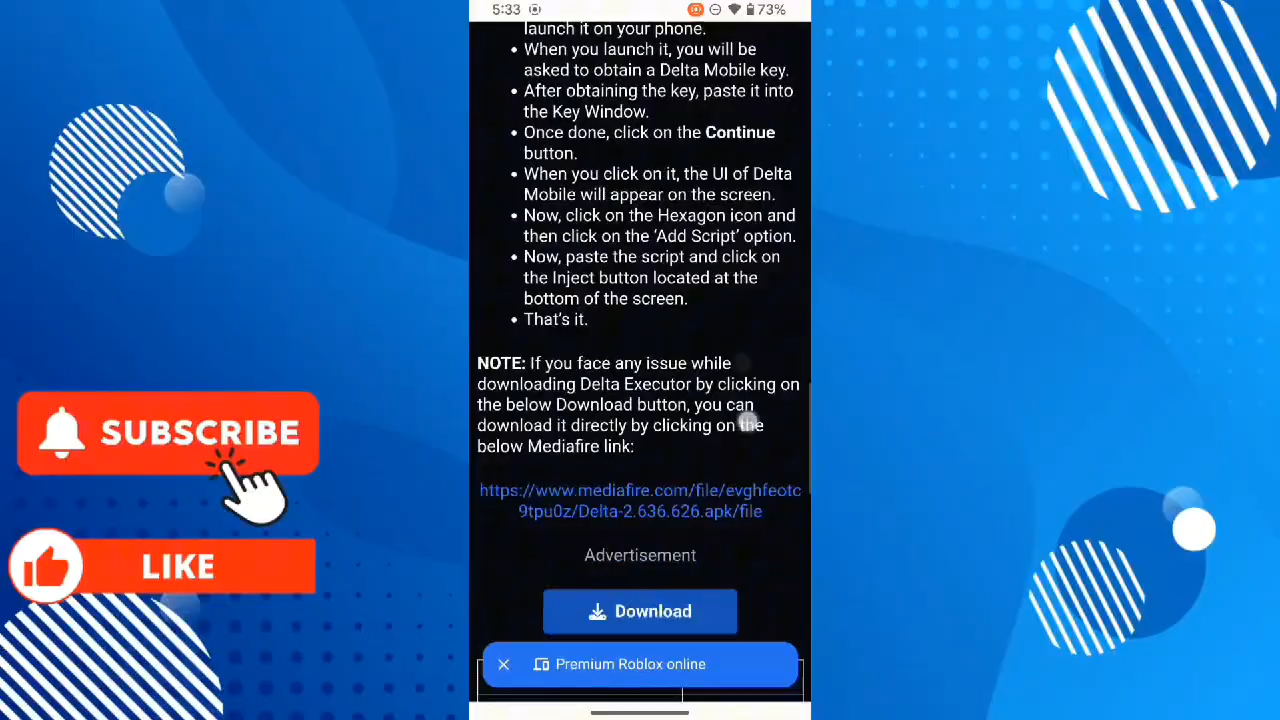 5:33 73%
launch it on your phone.
• When you launch it, you will be
asked to obtain a Delta Mobile key.
• After obtaining the key, paste it into
the Key Window.
• Once done, click on the Continue
button.
• When you click on it, the UI of Delta
Mobile will appear on the screen.
• Now, click on the Hexagon icon and
then click on the ‘Add Script’ option.
• Now, paste the script and click on
the Inject button located at the
bottom of the screen.
• That’s it.
NOTE: If you face any issue while
downloading Delta Executor by clicking on
the below Download button, you can
download it directly by clicking on the
below Mediafire link:
https://www.mediafire.com/file/evghfeotc
9tpu0z/Delta-2.636.626.apk/file
Advertisement
Download
Premium Roblox online
SUBSCRIBE
LIKE